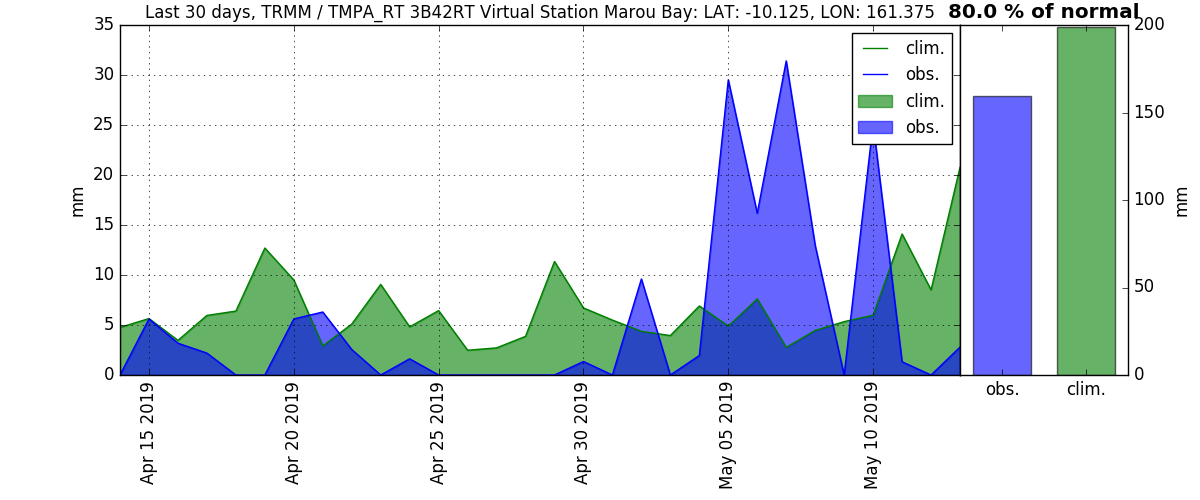 Last 30 days, TRMM / TMPA_RT 3B42RT Virtual Station Marou Bay: LAT: -10.125, LON: 161.375 80.0 % of normal
35
30
25
20
15
10
5
0
mm
clim.
obs.
clim.
obs.
Apr 15 2019
Apr 20 2019
Apr 25 2019
Apr 30 2019
May 05 2019
May 10 2019
200
150
100
50
0
mm
obs.
clim.